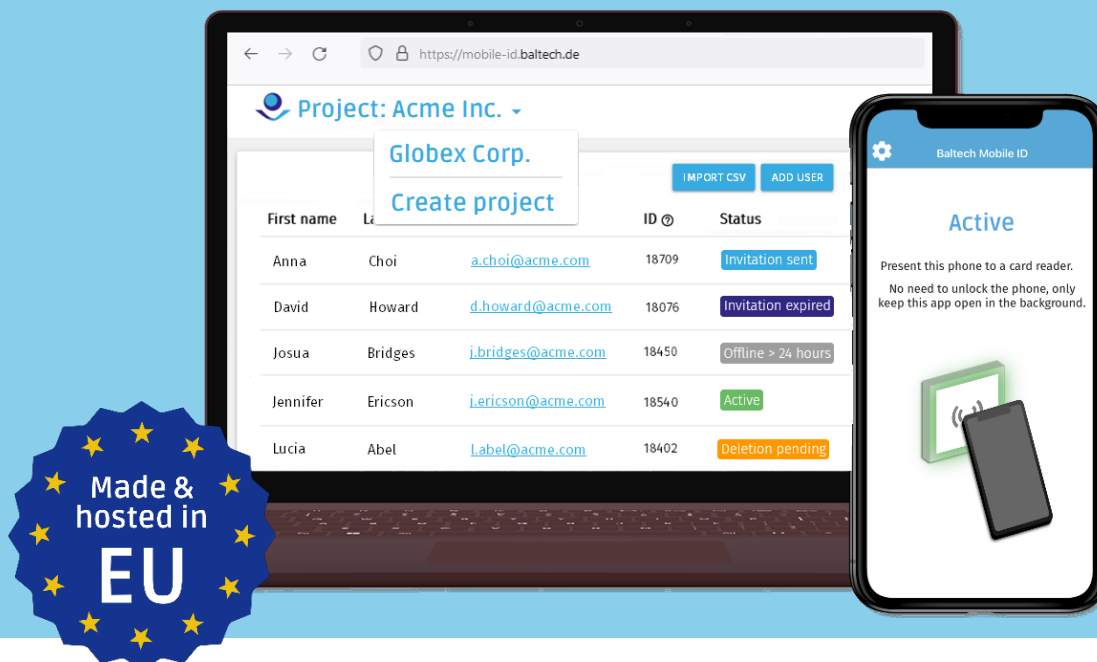 https://mobile-id.baltech.de
Project: Acme Inc.
Globex Corp.
Create project
IMPORT CSV ADD USER
First name ID Status
Anna Choi a.choi@acme.com 18709 Invitation sent
David Howard d.howard@acme.com 18076 Invitation expired
Josua Bridges j.bridges@acme.com 18450 Offline > 24 hours
Jennifer Ericson j.ericson@acme.com 18540 Active
Lucia Abel l.abel@acme.com 18402 Deletion pending
Baltech Mobile ID
Active
Present this phone to a card reader.
No need to unlock the phone, only
keep this app open in the background.
Made &
hosted in
EU